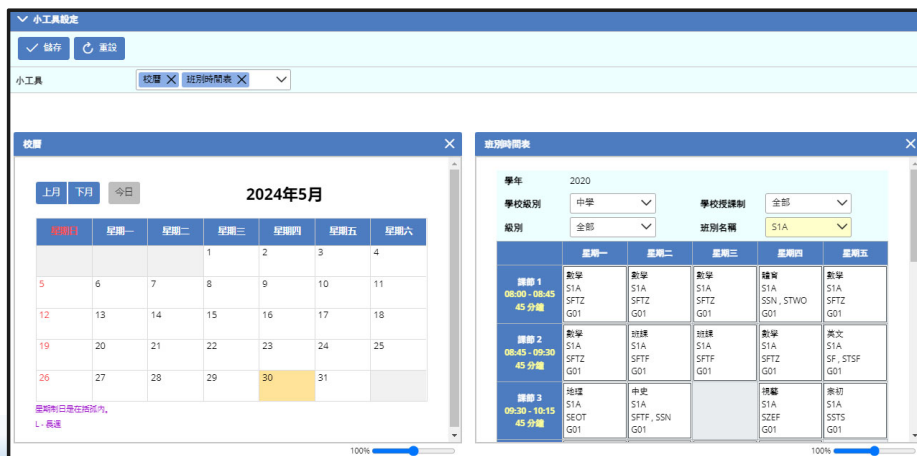 小工具設定
儲存 重設
小工具 校曆 班別時間表
校曆
上月 下月 今日 2024年5月
星期日 星期一 星期二 星期三 星期四 星期五 星期六
1 2 3 4
5 6 7 8 9 10 11
12 13 14 15 16 17 18
19 20 21 22 23 24 25
26 27 28 29 30 31
星期制日是在括孤內。
L - 長週
100%
班別時間表
學年 2020
學校級別 中學 學校授課制 全部
級別 全部 班別名稱 S1A
星期一 星期二 星期三 星期四 星期五
課節 1
08:00 - 08:45
45 分鐘
數學 數學 數學 體育 數學
S1A S1A S1A S1A S1A
SFTZ SFTZ SFTZ SSN , STWO SFTZ
G01 G01 G01 G01 G01
課節 2
08:45 - 09:30
45 分鐘
數學 班課 班課 數學 英文
S1A S1A S1A S1A S1A
SFTZ SFTF SFTF SFTZ SF , STSF
G01 G01 G01 G01 G01
課節 3
09:30 - 10:15
45 分鐘
地理 中史 視藝 宗初
S1A S1A S1A S1A
SEOT SFTF , SSN SZEF SSTS
G01 G01 G01 G01
100%